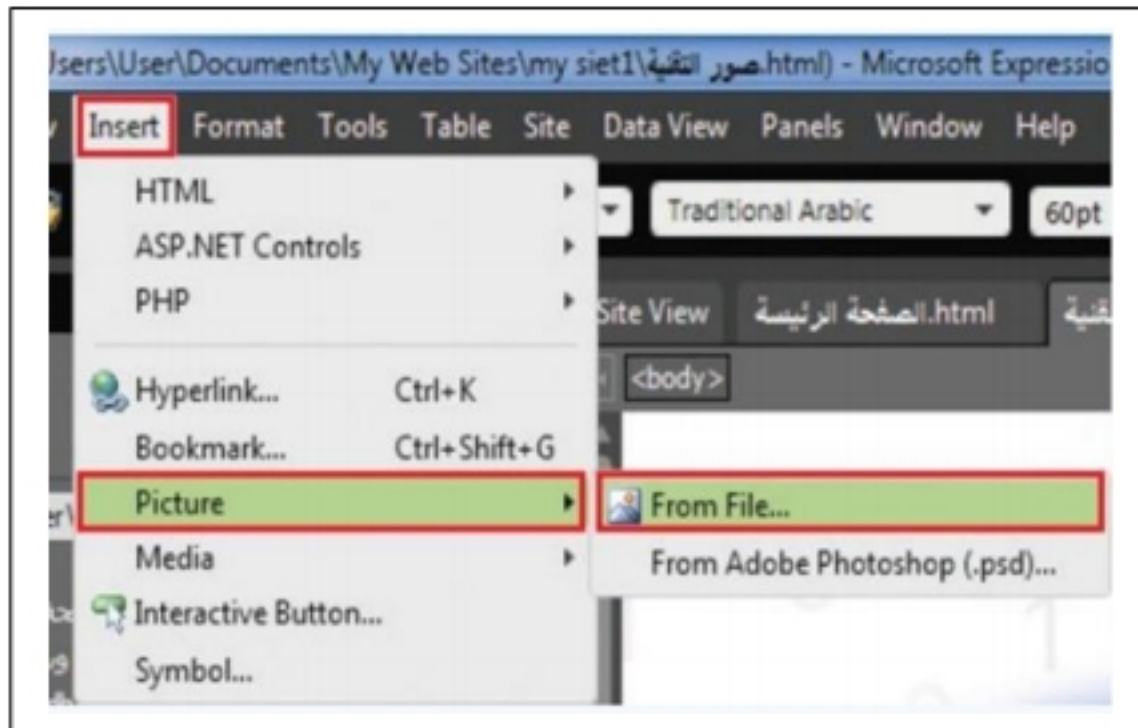 Users\User\Documents\My Web Sites\my siet1\صور التقنية.html) - Microsoft Expressio
Insert Format Tools Table Site Data View Panels Window Help
HTML
ASP.NET Controls
PHP
Hyperlink... Ctrl+K
Bookmark... Ctrl+Shift+G
Picture
Media
Interactive Button...
Symbol...
Traditional Arabic 60pt
Site View الصفحة الرئيسة.html
<body>
From File...
From Adobe Photoshop (.psd)...